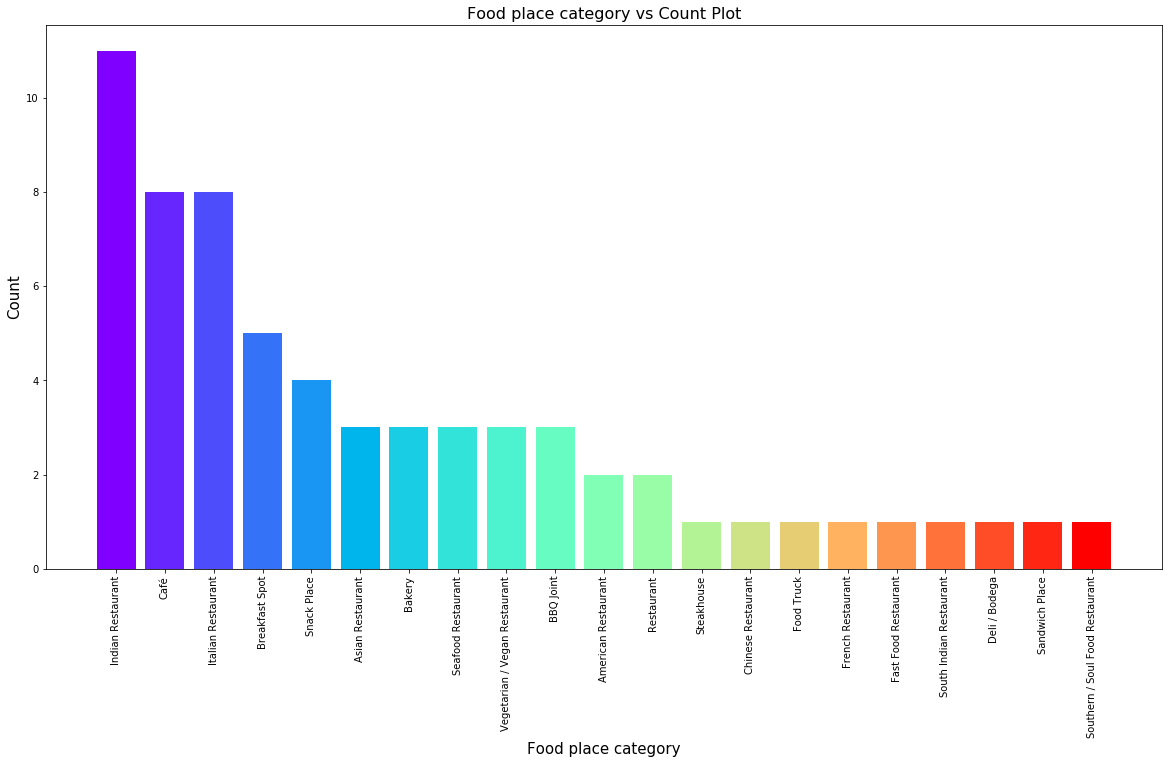 Food place category vs Count Plot
Count
10
8
6
4
2
0
Indian Restaurant
Café
Italian Restaurant
Breakfast Spot
Snack Place
Asian Restaurant
Bakery
Seafood Restaurant
Vegetarian / Vegan Restaurant
BBQ Joint
American Restaurant
Restaurant
Steakhouse
Chinese Restaurant
Food Truck
French Restaurant
Fast Food Restaurant
South Indian Restaurant
Deli / Bodega
Sandwich Place
Southern / Soul Food Restaurant
Food place category